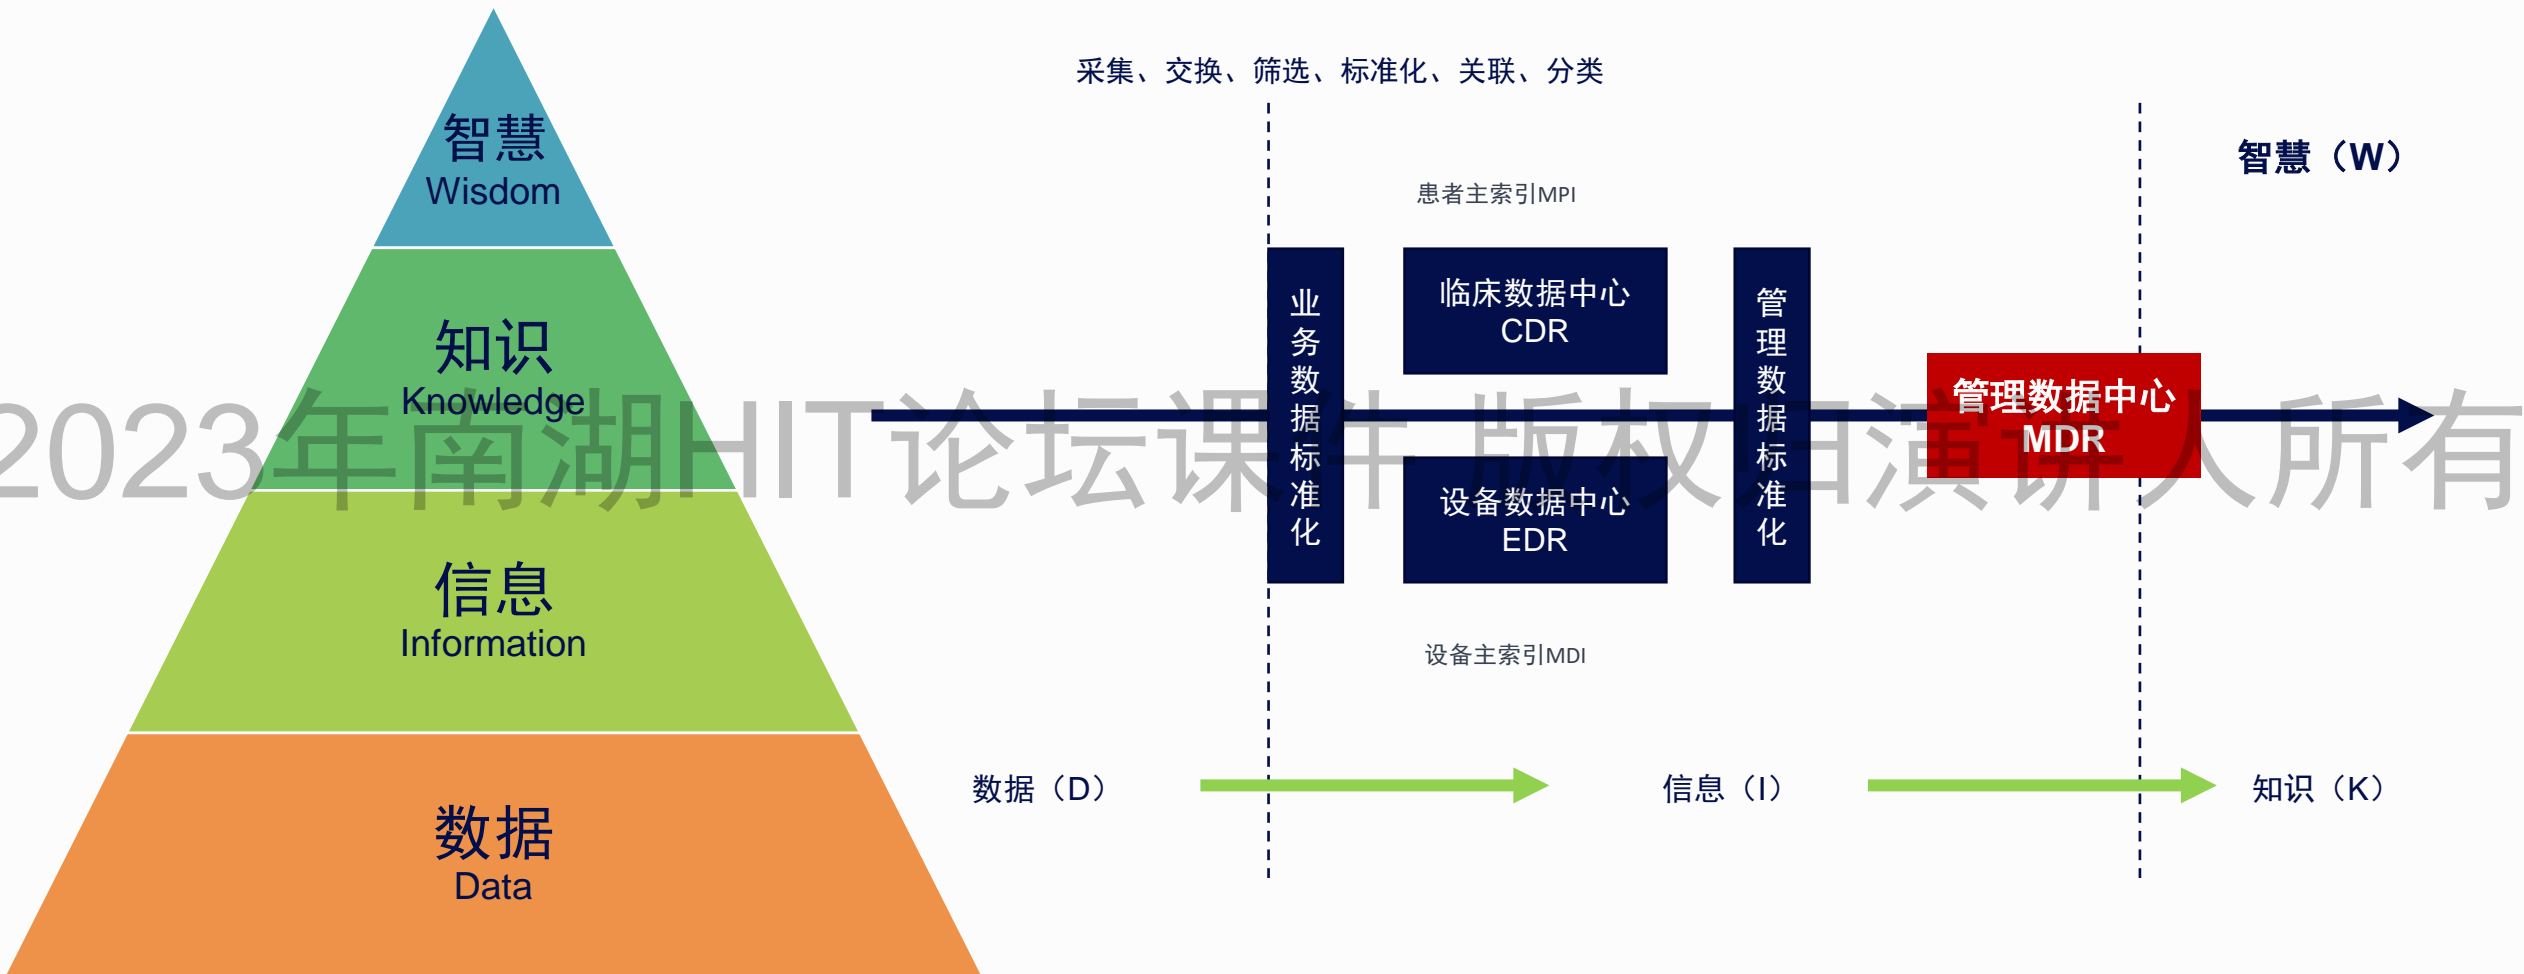 智慧
Wisdom
知识
Knowledge
信息
Information
数据
Data
采集、交换、筛选、标准化、关联、分类
智慧（W）
患者主索引MPI
业务数据标准化
临床数据中心
CDR
设备数据中心
EDR
管理数据标准化
管理数据中心
MDR
设备主索引MDI
数据（D）
信息（I）
知识（K）
2023年南湖HIT论坛课件 版权归演讲人所有